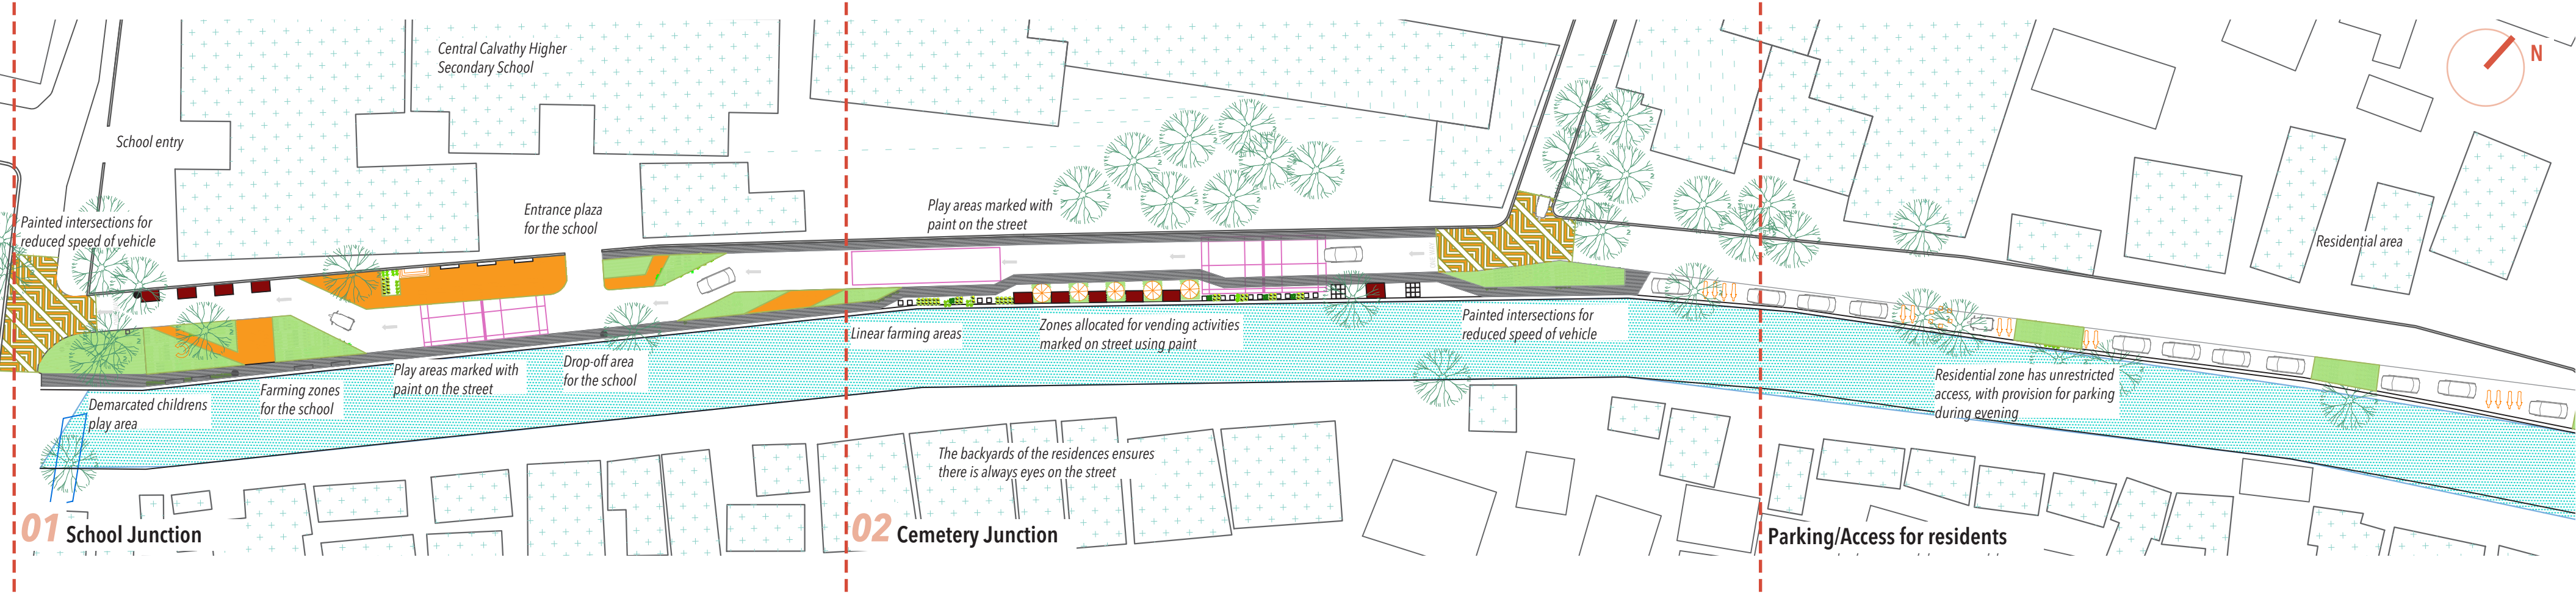 Central Calvathy Higher
Secondary School
N
School entry
Painted intersections for
reduced speed of vehicle
Entrance plaza
for the school
Play areas marked with
paint on the street
Residential area
Linear farming areas
Zones allocated for vending activities
marked on street using paint
Painted intersections for
reduced speed of vehicle
Drop-off area
for the school
Play areas marked with
paint on the street
Farming zones
for the school
Demarcated childrens
play area
Residential zone has unrestricted
access, with provision for parking
during evening
The backyards of the residences ensures
there is always eyes on the street
01 School Junction
02 Cemetery Junction
Parking/Access for residents